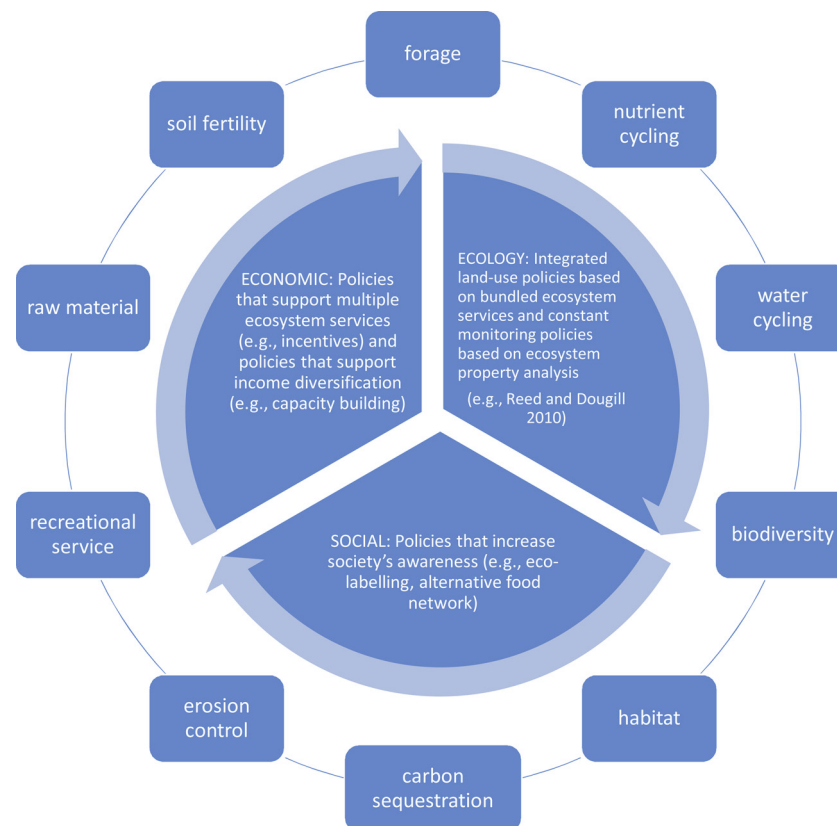 forage
nutrient
cycling
water
cycling
biodiversity
habitat
carbon
sequestration
erosion
control
recreational
service
raw material
soil fertility
ECONOMIC: Policies
that support multiple
ecosystem services
(e.g., incentives) and
policies that support
income diversification
(e.g., capacity building)
ECOLOGY: Integrated
land-use policies based
on bundled ecosystem
services and constant
monitoring policies
based on ecosystem
property analysis
(e.g., Reed and Dougill
2010)
SOCIAL: Policies that increase
society’s awareness (e.g., eco-
labelling, alternative food
network)